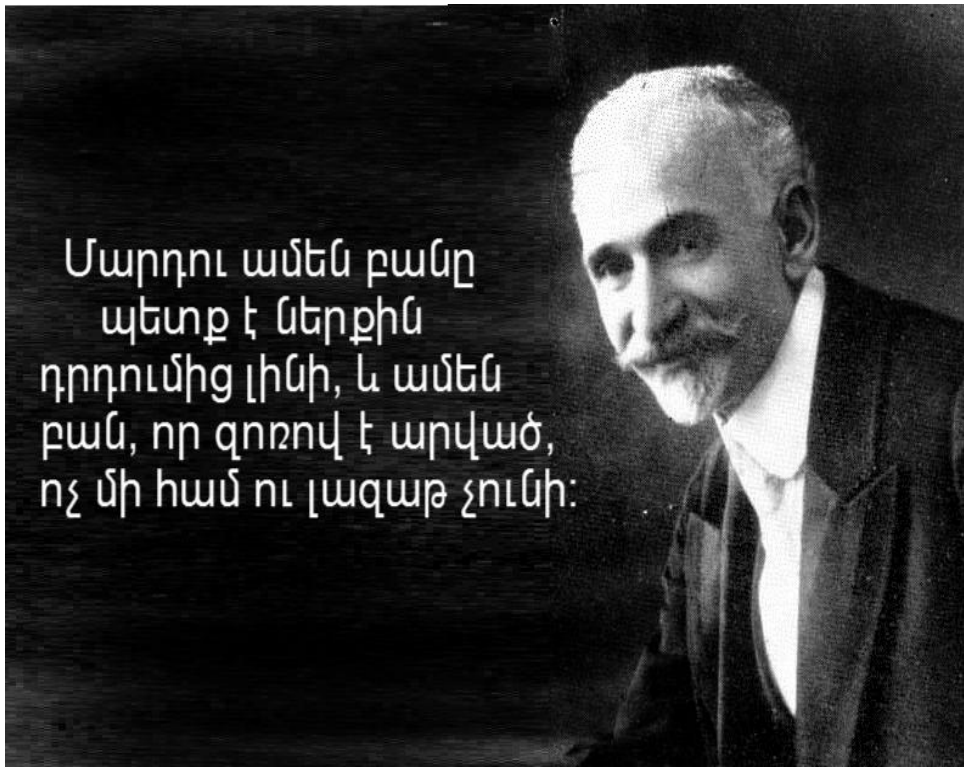 Մարդու ամեն բանը
պետք է ներքին
դրդումից լինի, և ամեն
բան, որ զոռով է արված,
ոչ մի համ ու լազաթ չունի: